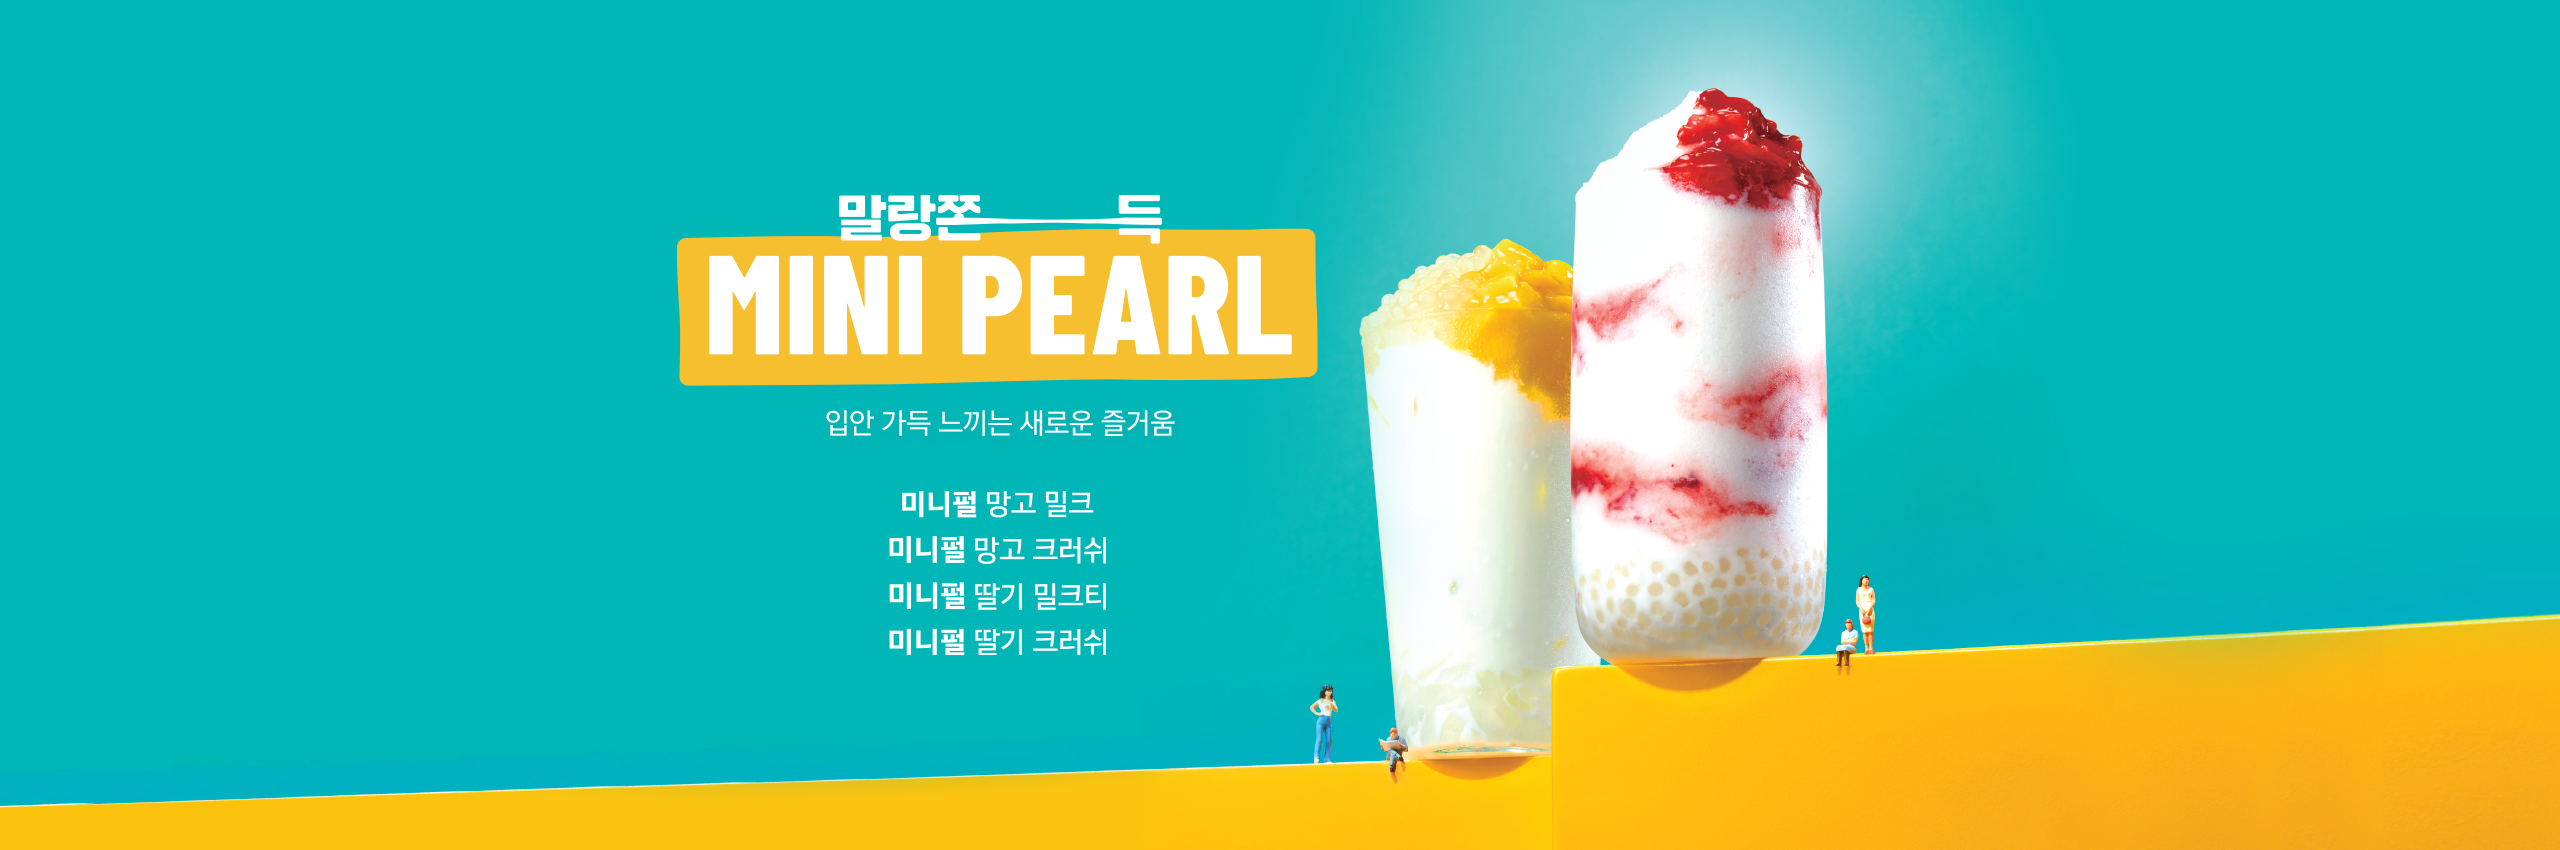 말랑쫀득
MINI PEARL
입안 가득 느끼는 새로운 즐거움
미니펄 망고 밀크
미니펄 망고 크러쉬
미니펄 딸기 밀크티
미니펄 딸기 크러쉬